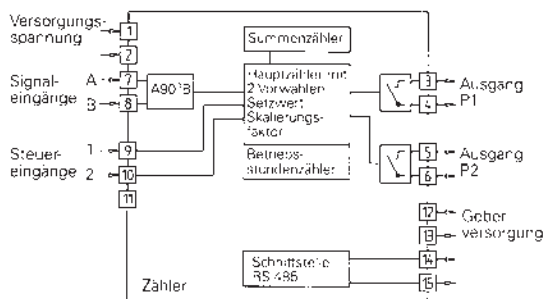 Versorgungs-
spannung
1
2
Signal-
eingänge
A
7
B
8
A90°B
Steuer-
eingänge
1
9
2
10
11
Summenzähler
Hauptzähler mit
2 Vorwahlen
Setzwert
Skalierungs-
faktor
Betriebs-
stundenzähler
3
4
Ausgang
P1
5
6
Ausgang
P2
12
13
Geber
versorgung
14
15
Schnittstelle
RS 485
Zähler